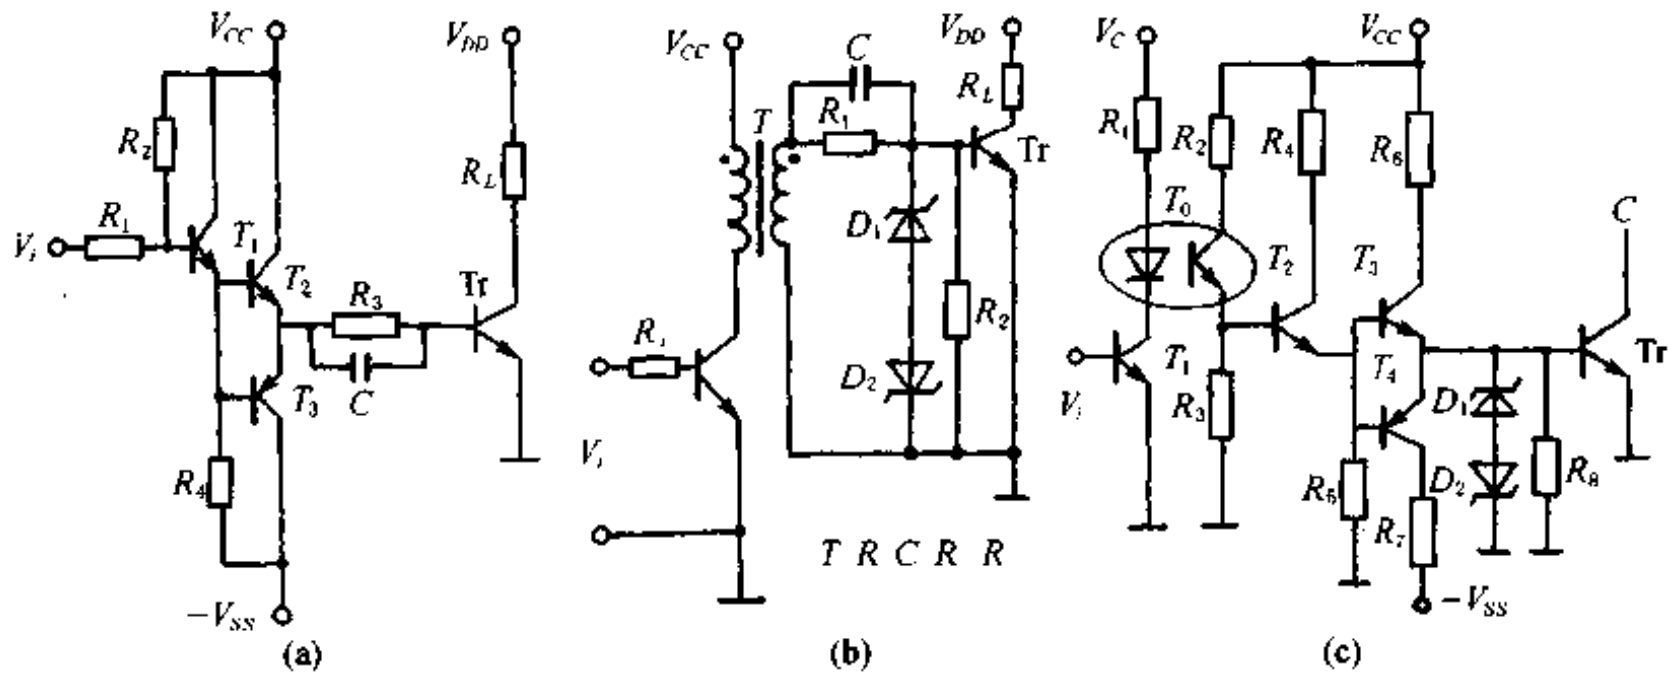 V_CC
V_DD
R_2
R_L
V_i
R_1
T_1
T_2
R_3
Tr
C
T_3
R_4
−V_SS
(a)
V_CC
V_DD
C
R_L
T
R_1
Tr
D_1
R_2
D_2
V_i
T R C R R
(b)
V_C
V_CC
R_1
R_2
R_4
R_6
C
T_0
T_2
T_3
T_1
T_4
Tr
V_i
R_3
D_1
D_2
R_8
R_7
−V_SS
(c)